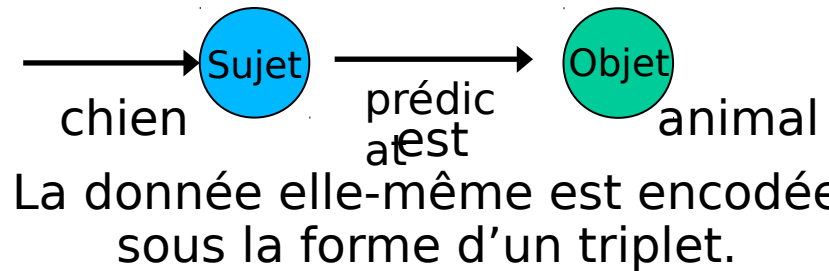 Sujet
Objet
chien
prédic
at
est
animal
La donnée elle-même est encodée
sous la forme d’un triplet.